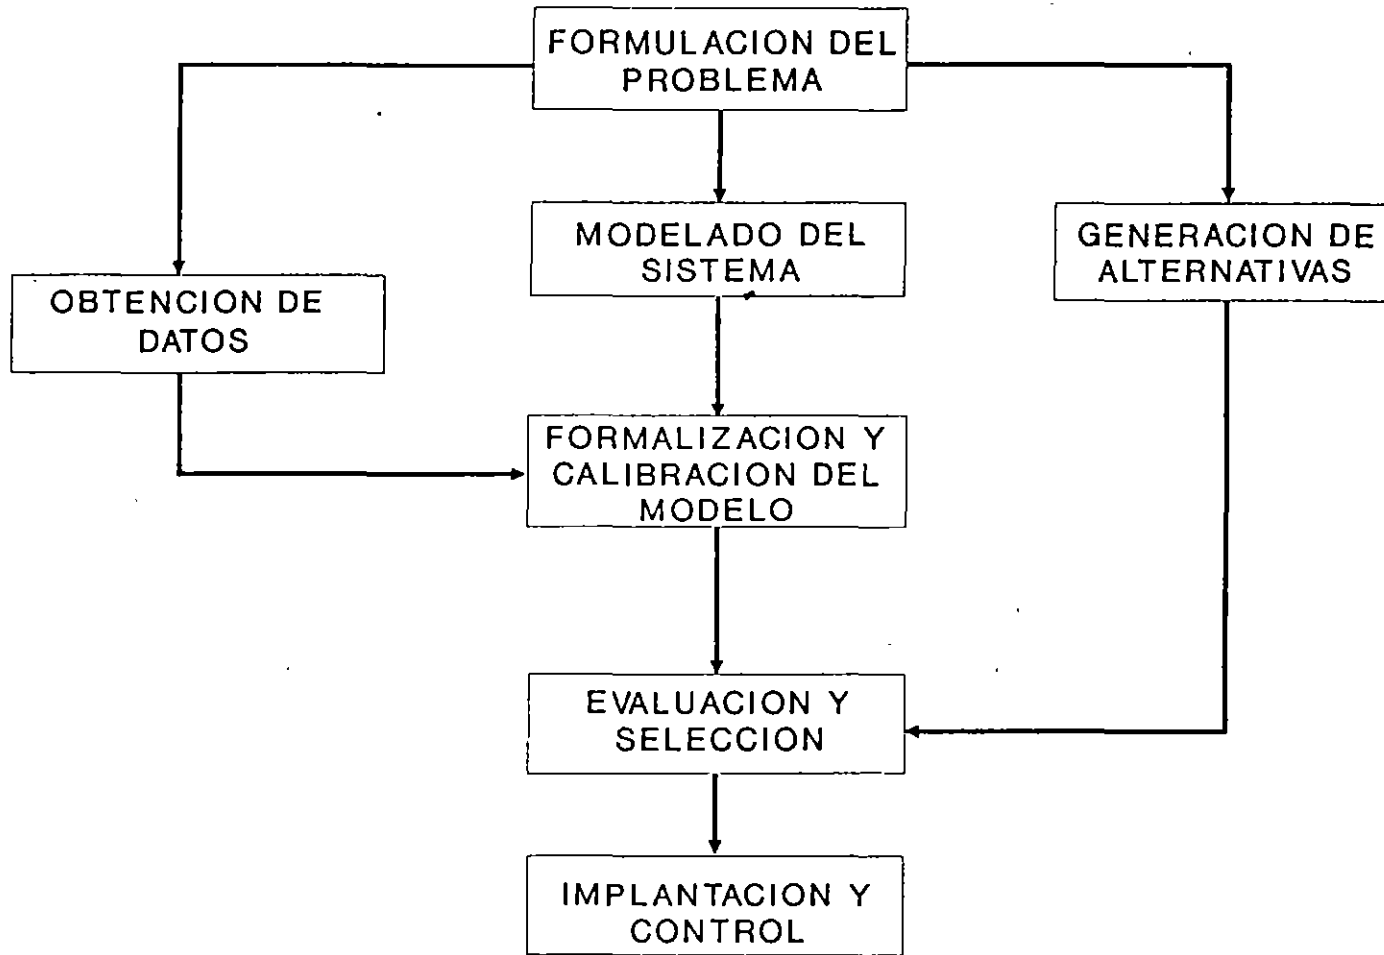 FORMULACION DEL
PROBLEMA
MODELADO DEL
SISTEMA
GENERACION DE
ALTERNATIVAS
OBTENCION DE
DATOS
FORMALIZACION Y
CALIBRACION DEL
MODELO
EVALUACION Y
SELECCION
IMPLANTACION Y
CONTROL